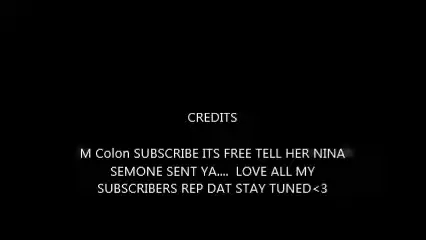 CREDITS
M Colon SUBSCRIBE ITS FREE TELL HER NINA
SEMONE SENT YA.... LOVE ALL MY
SUBSCRIBERS REP DAT STAY TUNED<3